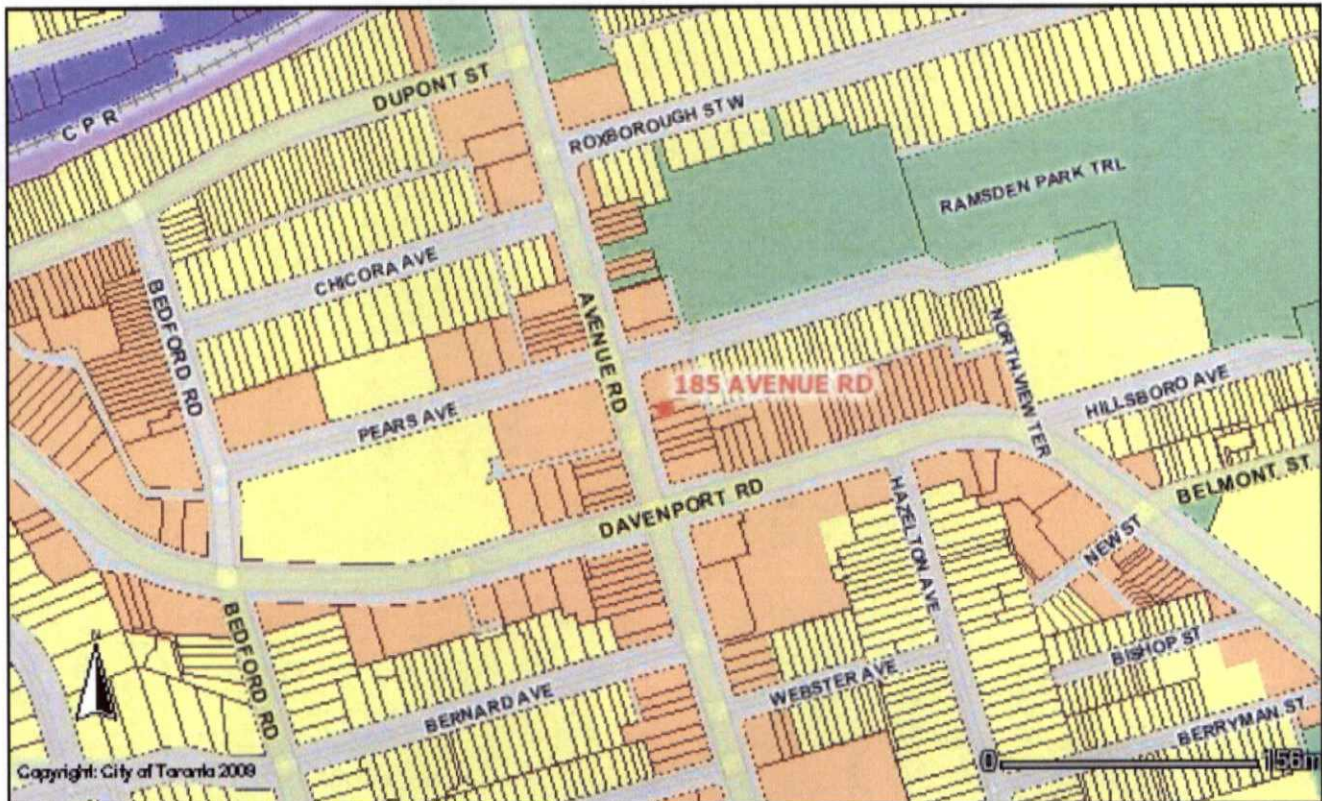 CPR
DUPONT ST
ROXBOROUGH ST W
RAMSDEN PARK TRL
CHICORA AVE
BEDFORD RD
AVENUE RD
NORTHVIEW TER
185 AVENUE RD
HILLSBORO AVE
PEARS AVE
BELMONT ST
DAVENPORT RD
HAZELTON AVE
NEW ST
BEDFORD RD
BISHOP ST
WEBSTER AVE
BERNARD AVE
BERRYMAN ST
N
Copyright: City of Toronto 2009
0 156m